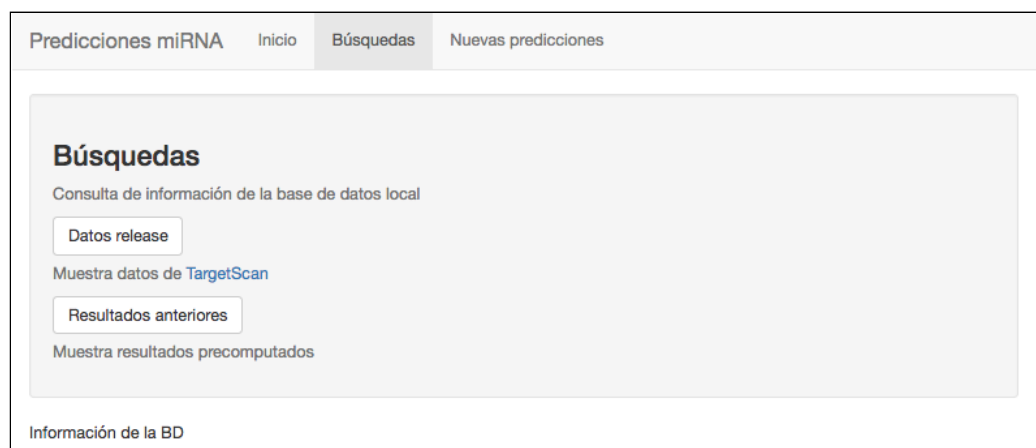 Predicciones miRNA Inicio Búsquedas Nuevas predicciones
Búsquedas
Consulta de información de la base de datos local
Datos release
Muestra datos de TargetScan
Resultados anteriores
Muestra resultados precomputados
Información de la BD